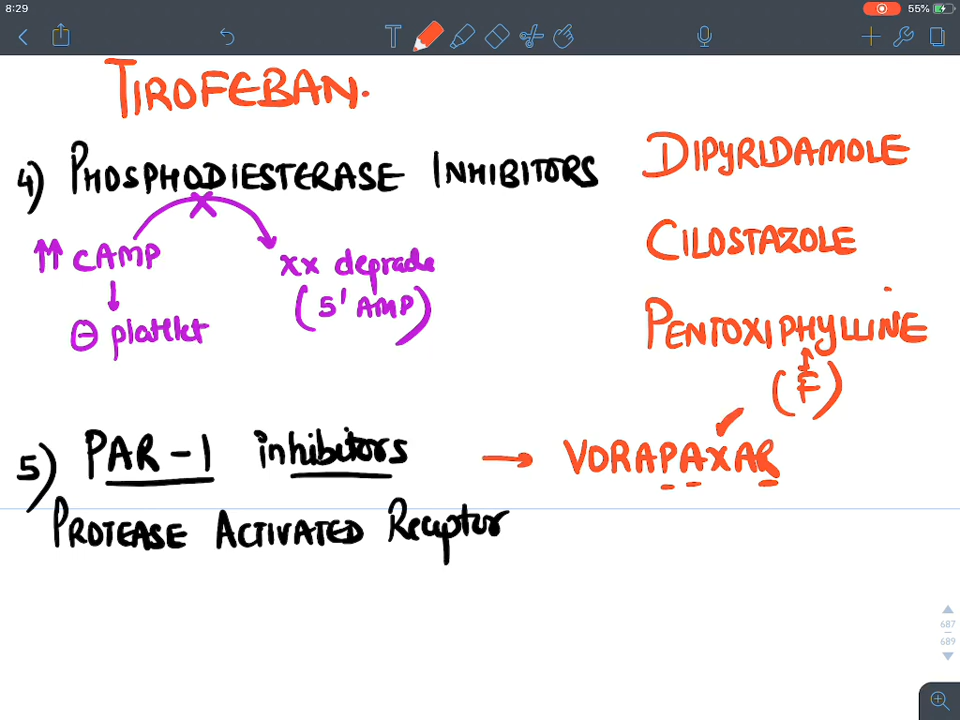 8:29
55%
T
TIROFEBAN.
4) PHOSPHODIESTERASE INHIBITORS
DIPYRIDAMOLE
CILOSTAZOLE
PENTOXIPHYLLINE
(F)
↑↑ cAMP
xx degrade
(5' AMP)
↓
⊖ platelet
5) PAR-1 inhibitors → VORAPAXAR
PROTEASE ACTIVATED Receptor
687
689